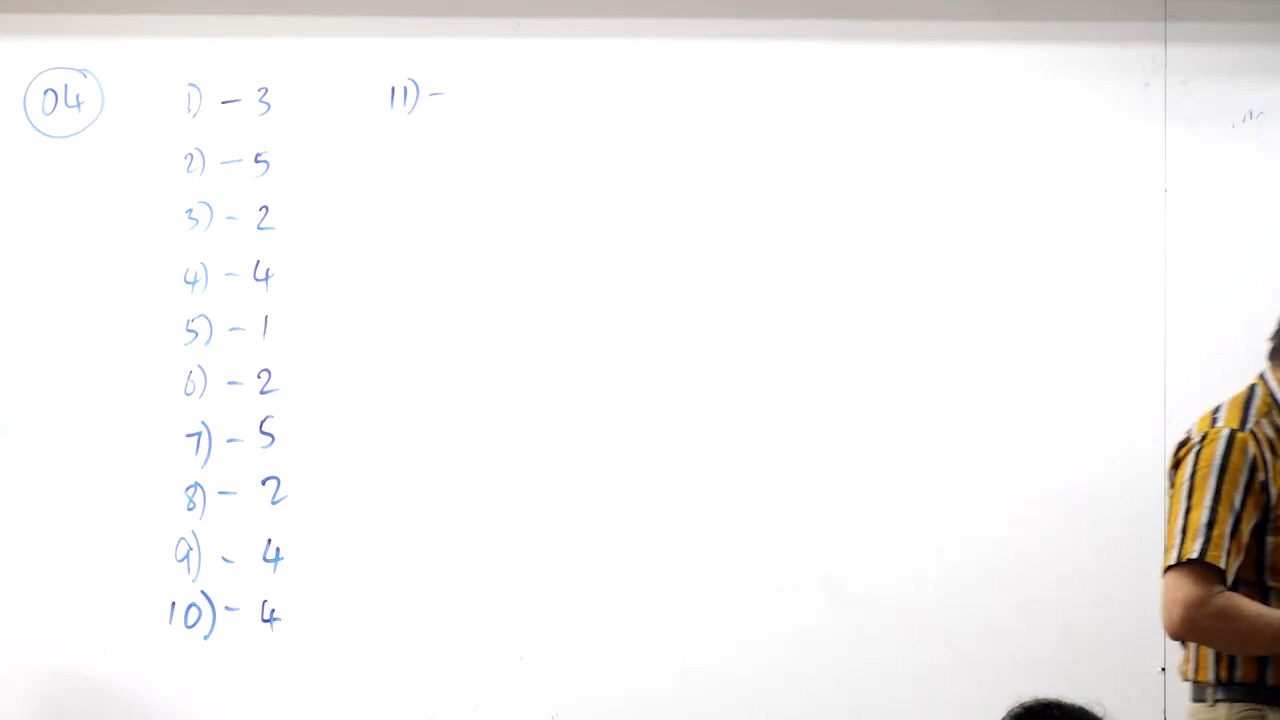 04
1) - 3
2) - 5
3) - 2
4) - 4
5) - 1
6) - 2
7) - 5
8) - 2
9) - 4
10) - 4
11) -